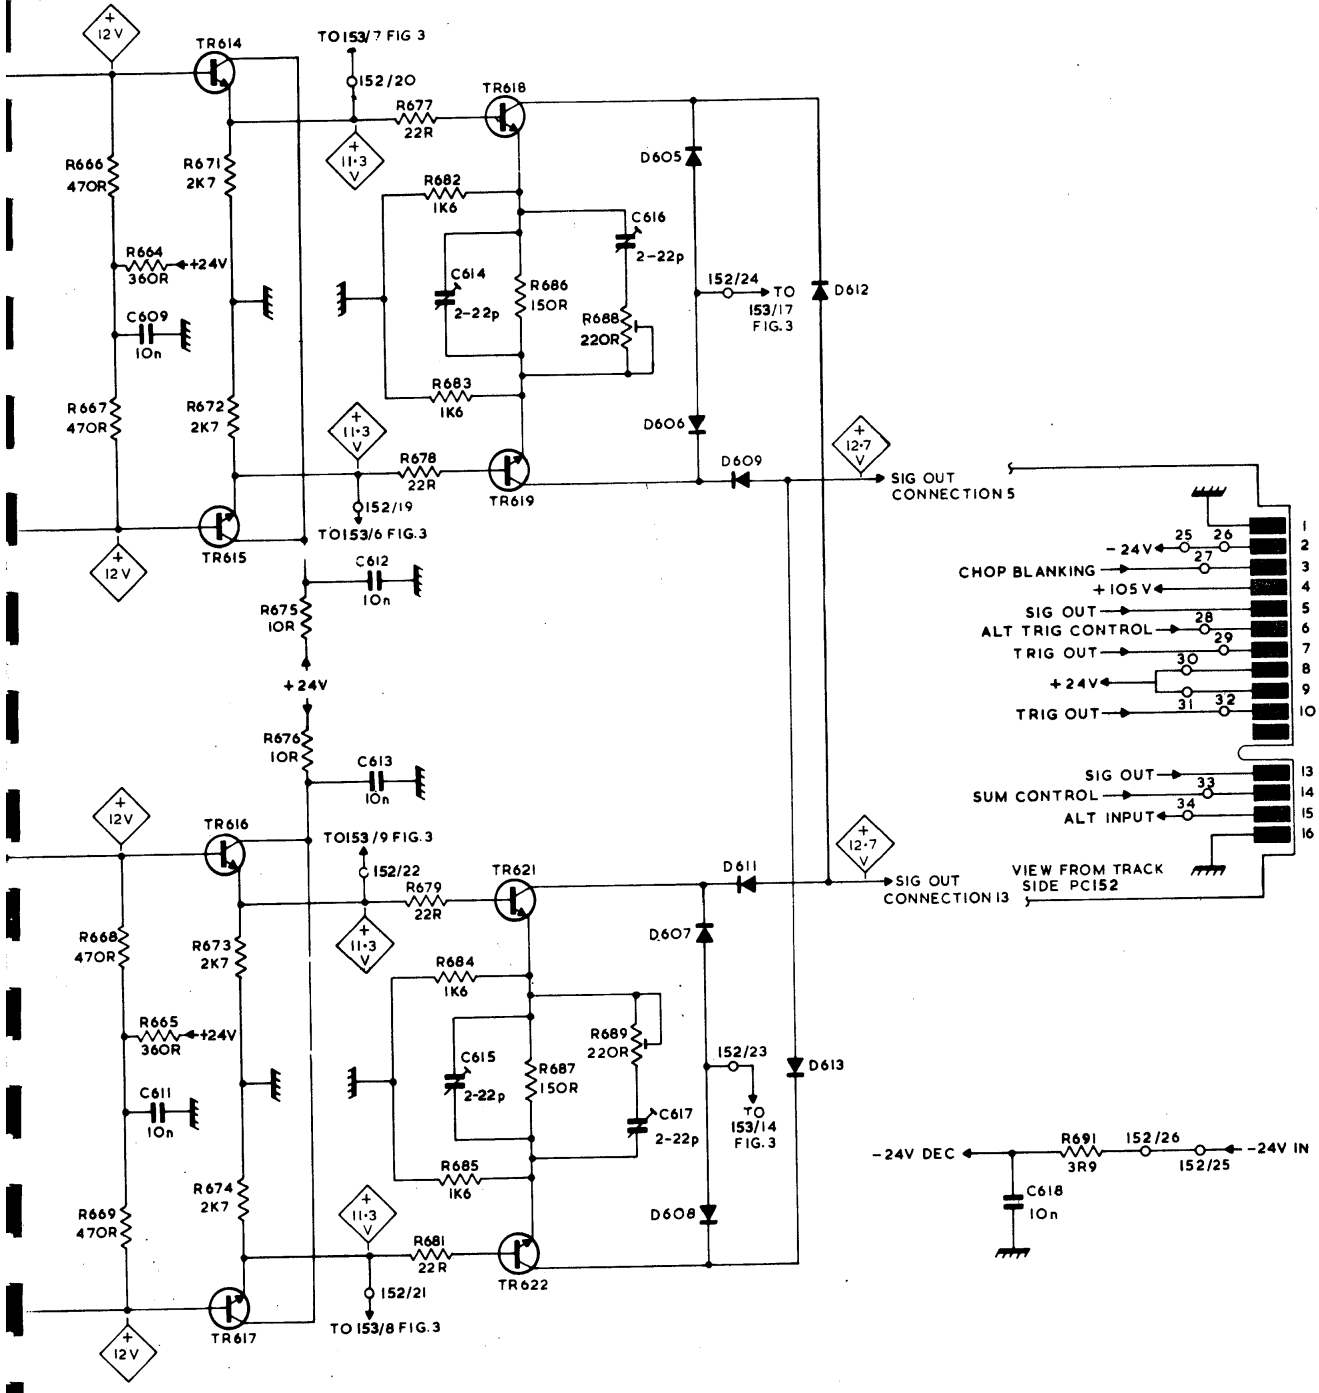 +
12V
TR614
TO 153/7 FIG 3
152/20
R677
22R
TR618
+
11·3
V
D605
R666
470R
R671
2K7
R682
1K6
C616
2-22p
R664
360R
+24V
C614
2-22p
R686
150R
152/24
TO
153/17
FIG.3
D612
C609
10n
R688
220R
R683
1K6
R667
470R
R672
2K7
+
11·3
V
D606
+
12·7
V
R678
22R
TR619
D609
SIG OUT
CONNECTION 5
152/19
TO 153/6 FIG.3
TR615
+
12V
C612
10n
R675
10R
+24V
R676
10R
C613
10n
1
-24V
25
26
2
CHOP BLANKING
27
3
+105V
4
SIG OUT
5
ALT TRIG CONTROL
28
6
TRIG OUT
29
7
30
8
+24V
31
9
TRIG OUT
32
10
SIG OUT
13
SUM CONTROL
33
14
ALT INPUT
34
15
16
VIEW FROM TRACK
SIDE PC152
+
12V
TR616
TO 153/9 FIG.3
152/22
R679
22R
TR621
D611
+
12·7
V
SIG OUT
CONNECTION 13
+
11·3
V
D607
R668
470R
R673
2K7
R684
1K6
R665
360R
+24V
C615
2-22p
R687
150R
R689
220R
152/23
TO
153/14
FIG.3
D613
C611
10n
C617
2-22p
R685
1K6
R669
470R
R674
2K7
+
11·3
V
D608
R681
22R
TR622
152/21
TO 153/8 FIG.3
TR617
+
12V
-24V DEC
R691
3R9
152/26
152/25
-24V IN
C618
10n